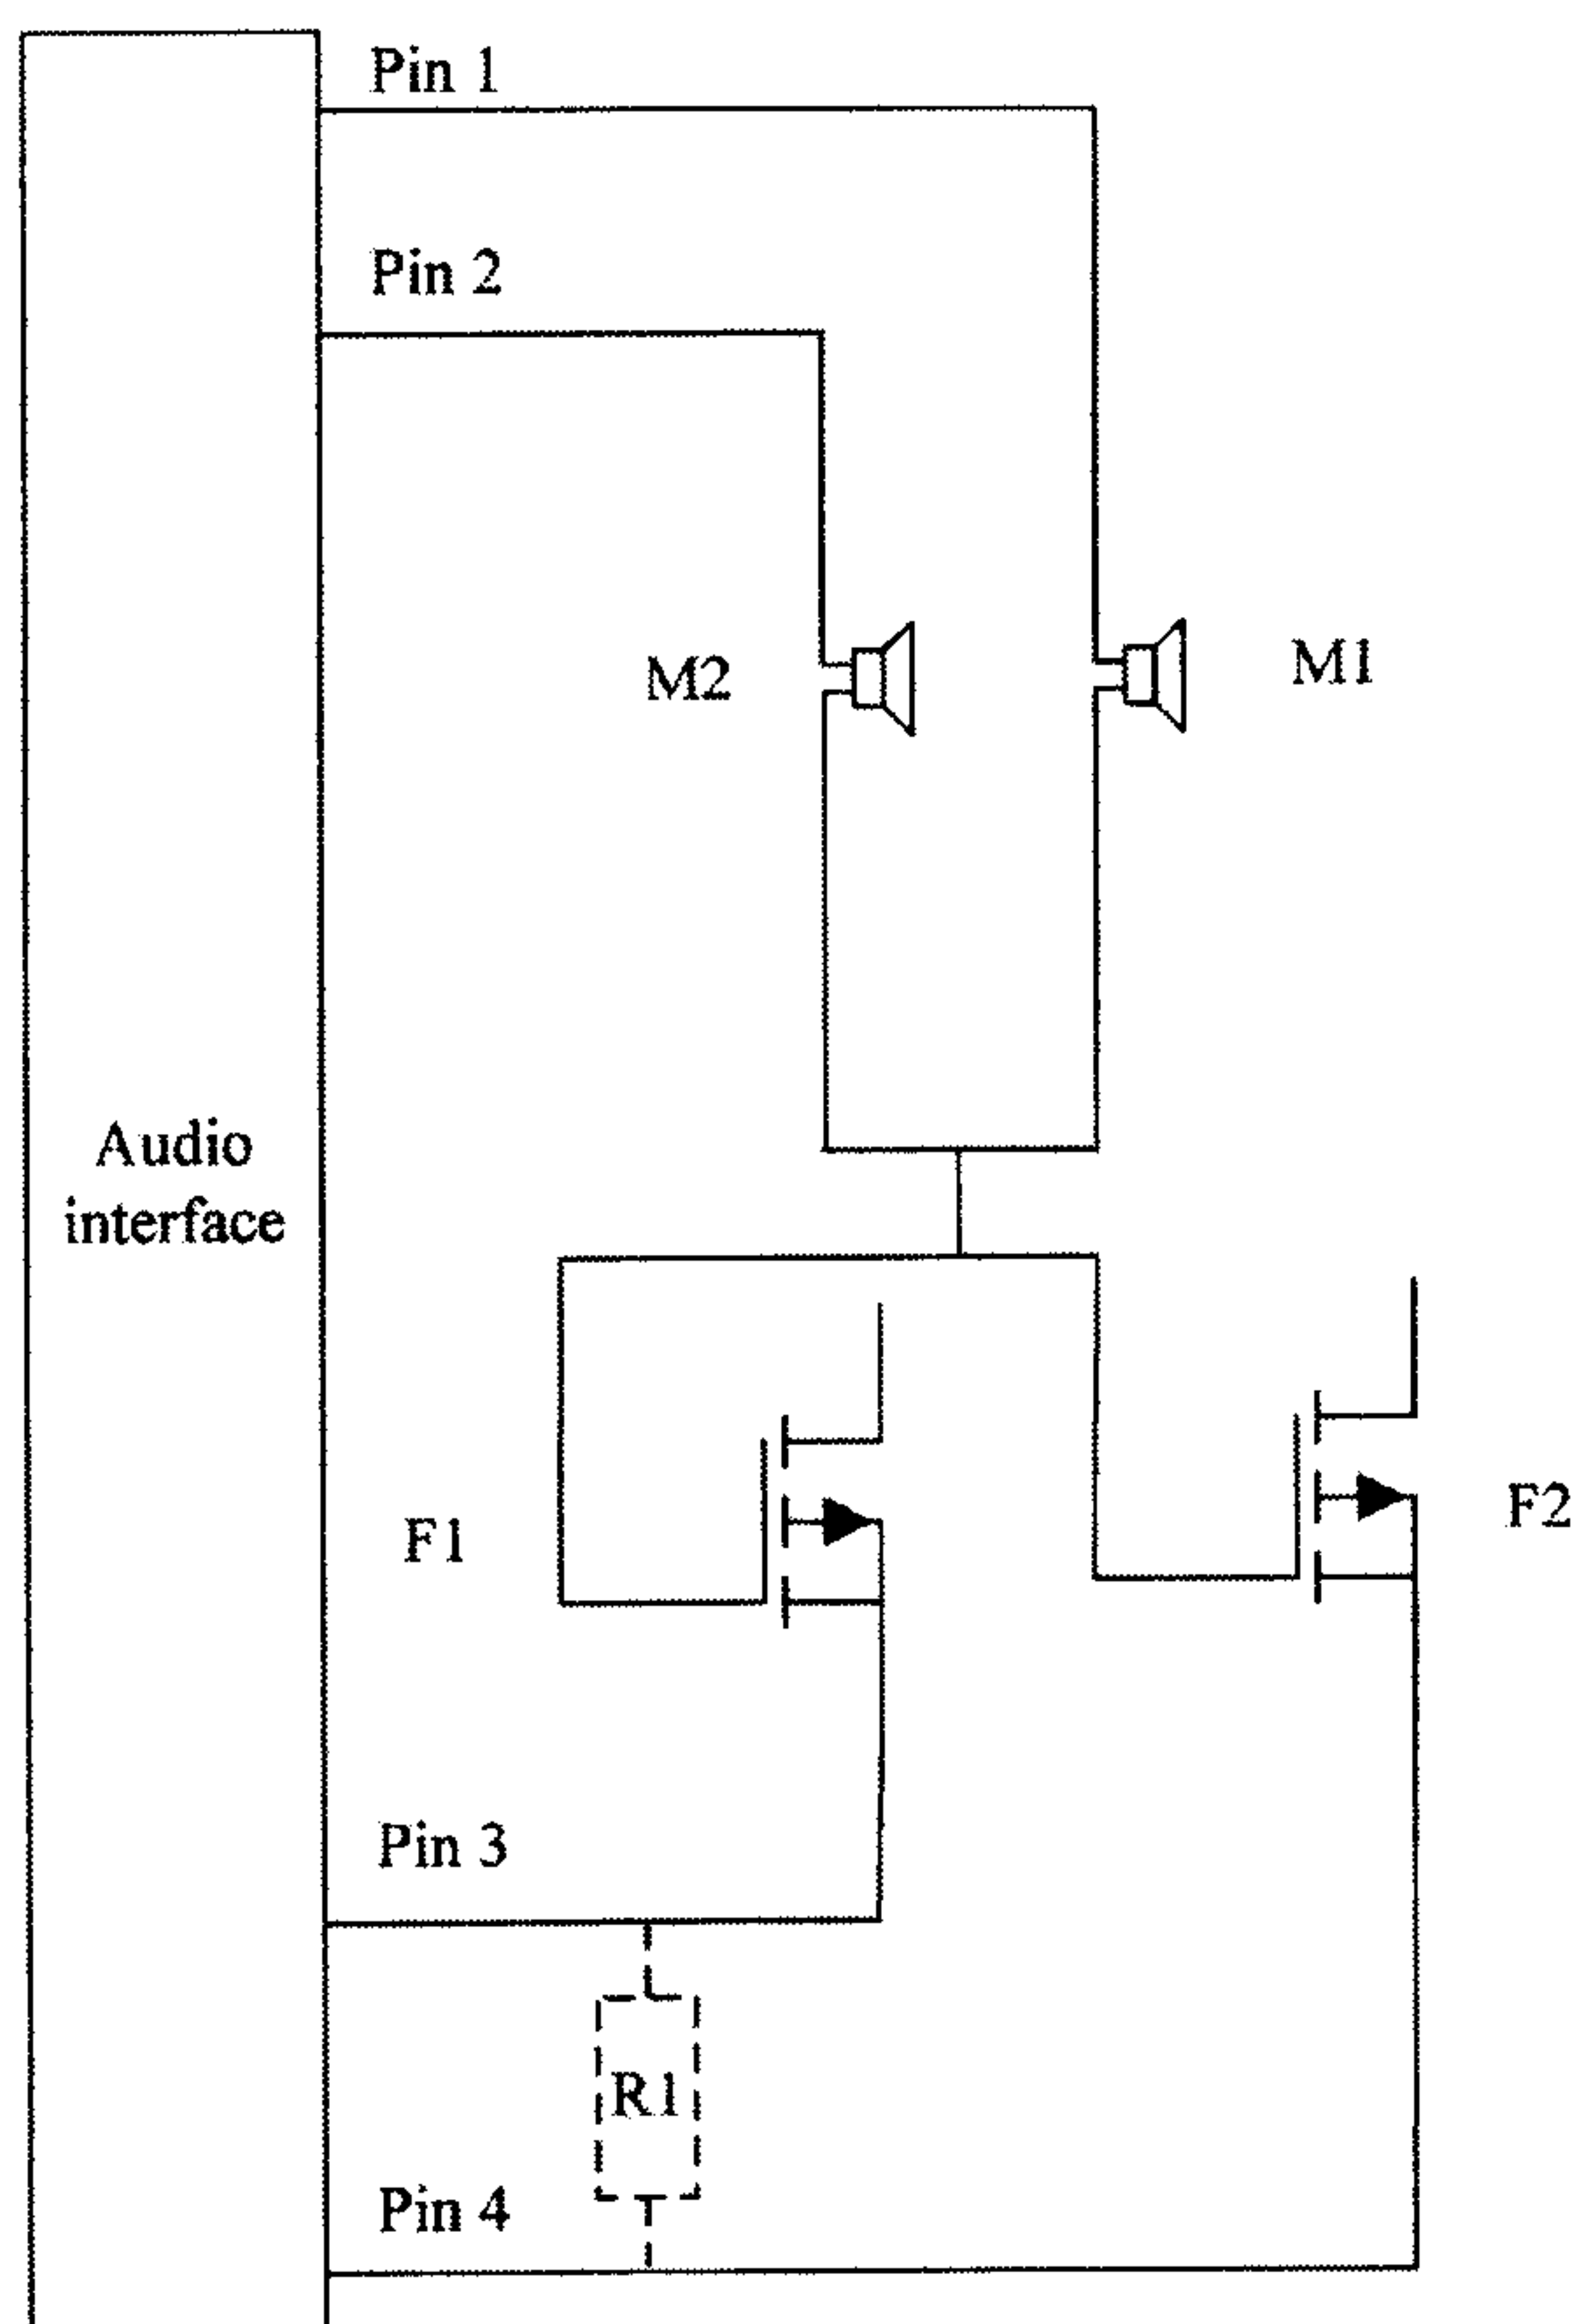 Pin 1
Pin 2
M2
M1
Audio
interface
F1
F2
Pin 3
R1
Pin 4